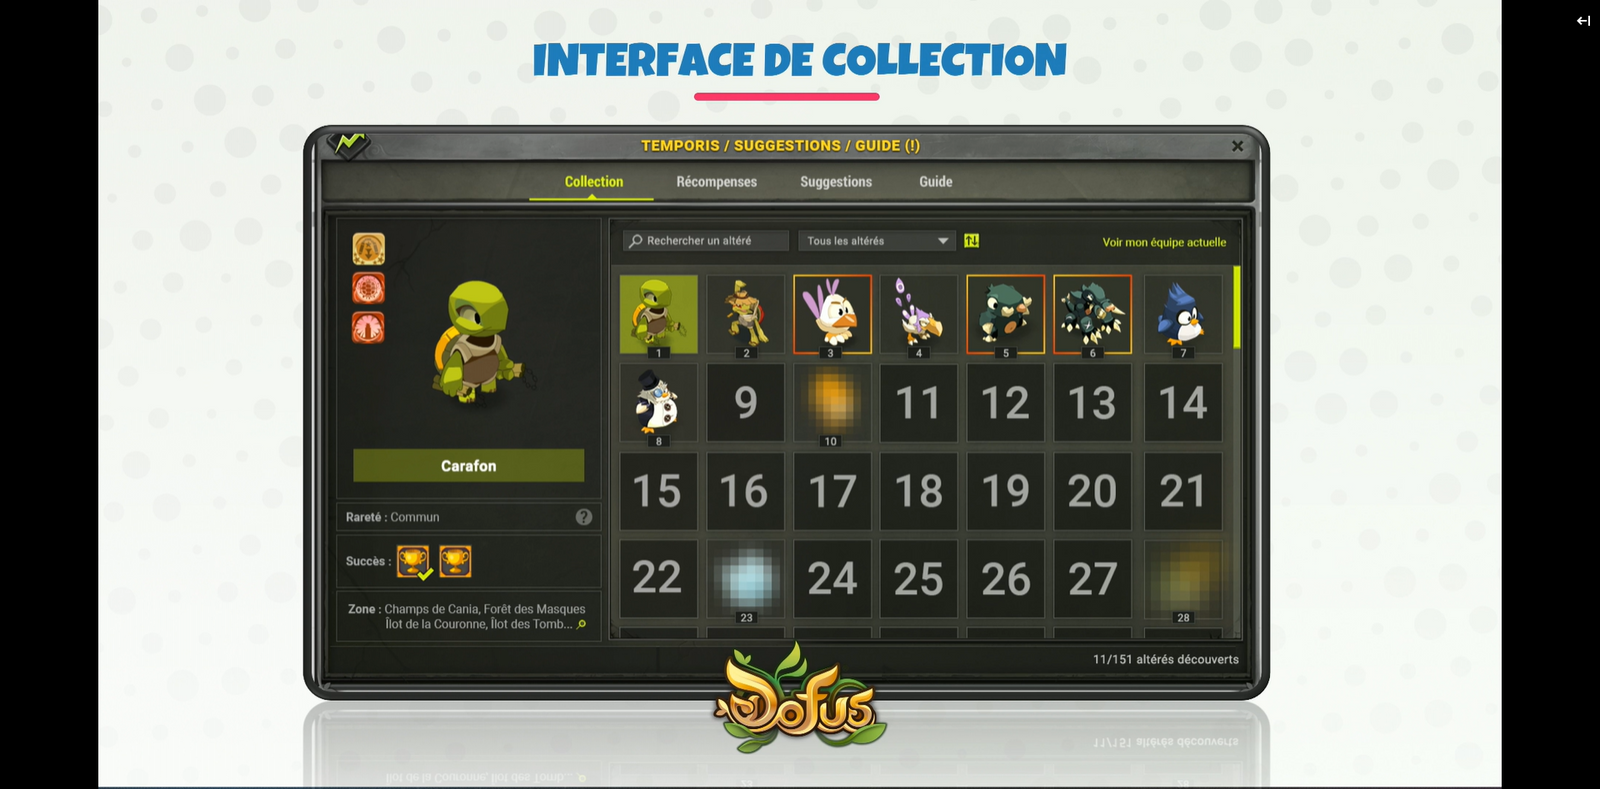 INTERFACE DE COLLECTION
TEMPORIS / SUGGESTIONS / GUIDE (!)
Collection Récompenses Suggestions Guide
Rechercher un altéré Tous les altérés Voir mon équipe actuelle
1 2 3 4 5 6 7
8 9 10 11 12 13 14
15 16 17 18 19 20 21
22 23 24 25 26 27 28
Carafon
Rareté : Commun ?
Succès :
Zone : Champs de Cania, Forêt des Masques
Îlot de la Couronne, Îlot des Tomb...
11/151 altérés découverts
DOFUS